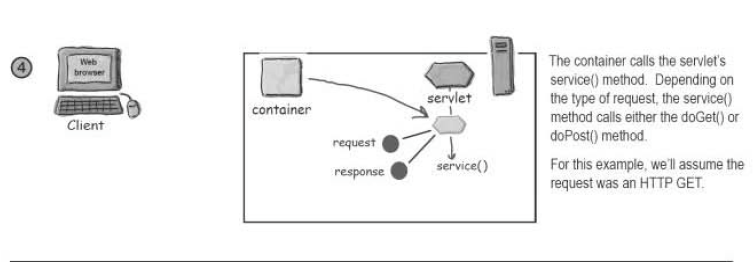 4
Web
browser
Client
container
servlet
request
response
service()
The container calls the servlet's
service() method. Depending on
the type of request, the service()
method calls either the doGet() or
doPost() method.
For this example, we'll assume the
request was an HTTP GET.